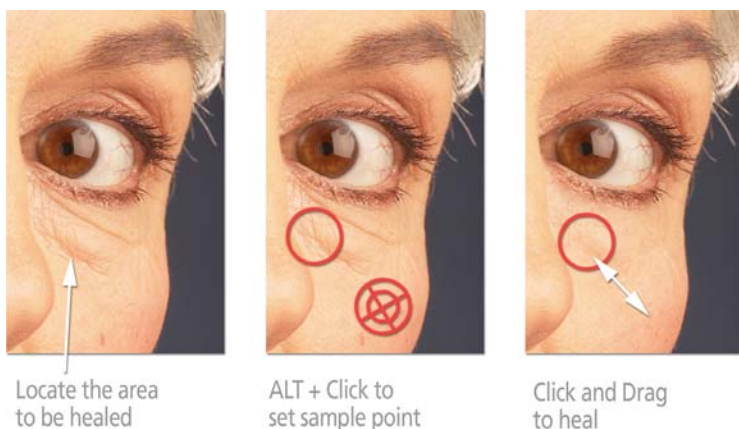 Locate the area
to be healed
ALT + Click to
set sample point
Click and Drag
to heal